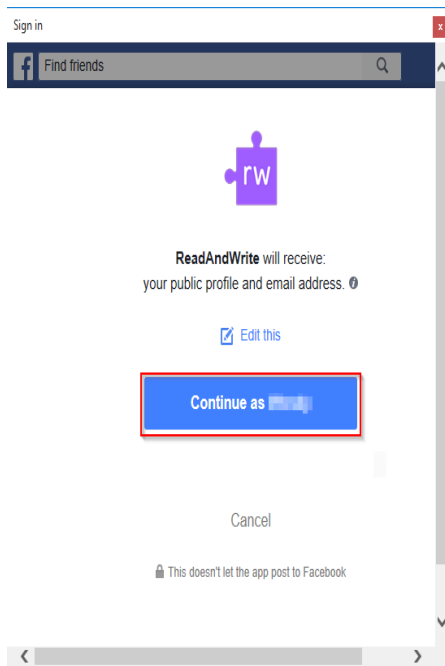 Sign in
x
f Find friends
rw
ReadAndWrite will receive:
your public profile and email address. i
Edit this
Continue as
Cancel
This doesn't let the app post to Facebook